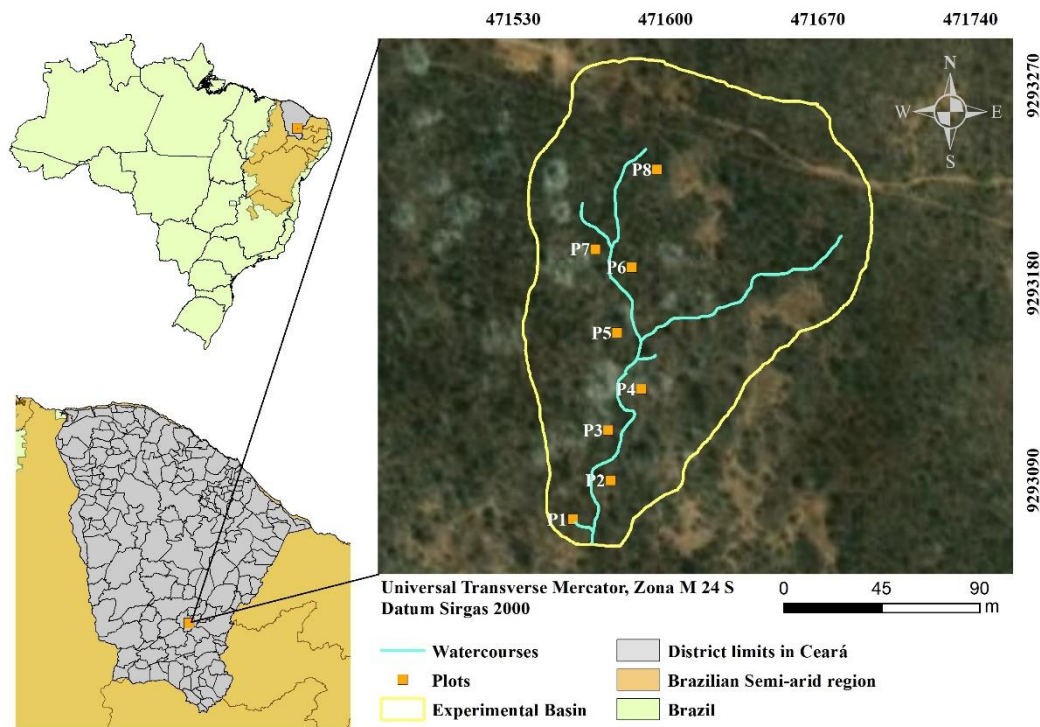 471530 471600 471670 471740
9293270
9293180
9293090
N
W E
S
P8
P7
P6
P5
P4
P3
P2
P1
Universal Transverse Mercator, Zona M 24 S
Datum Sirgas 2000
0 45 90
m
Watercourses
Plots
Experimental Basin
District limits in Ceará
Brazilian Semi-arid region
Brazil